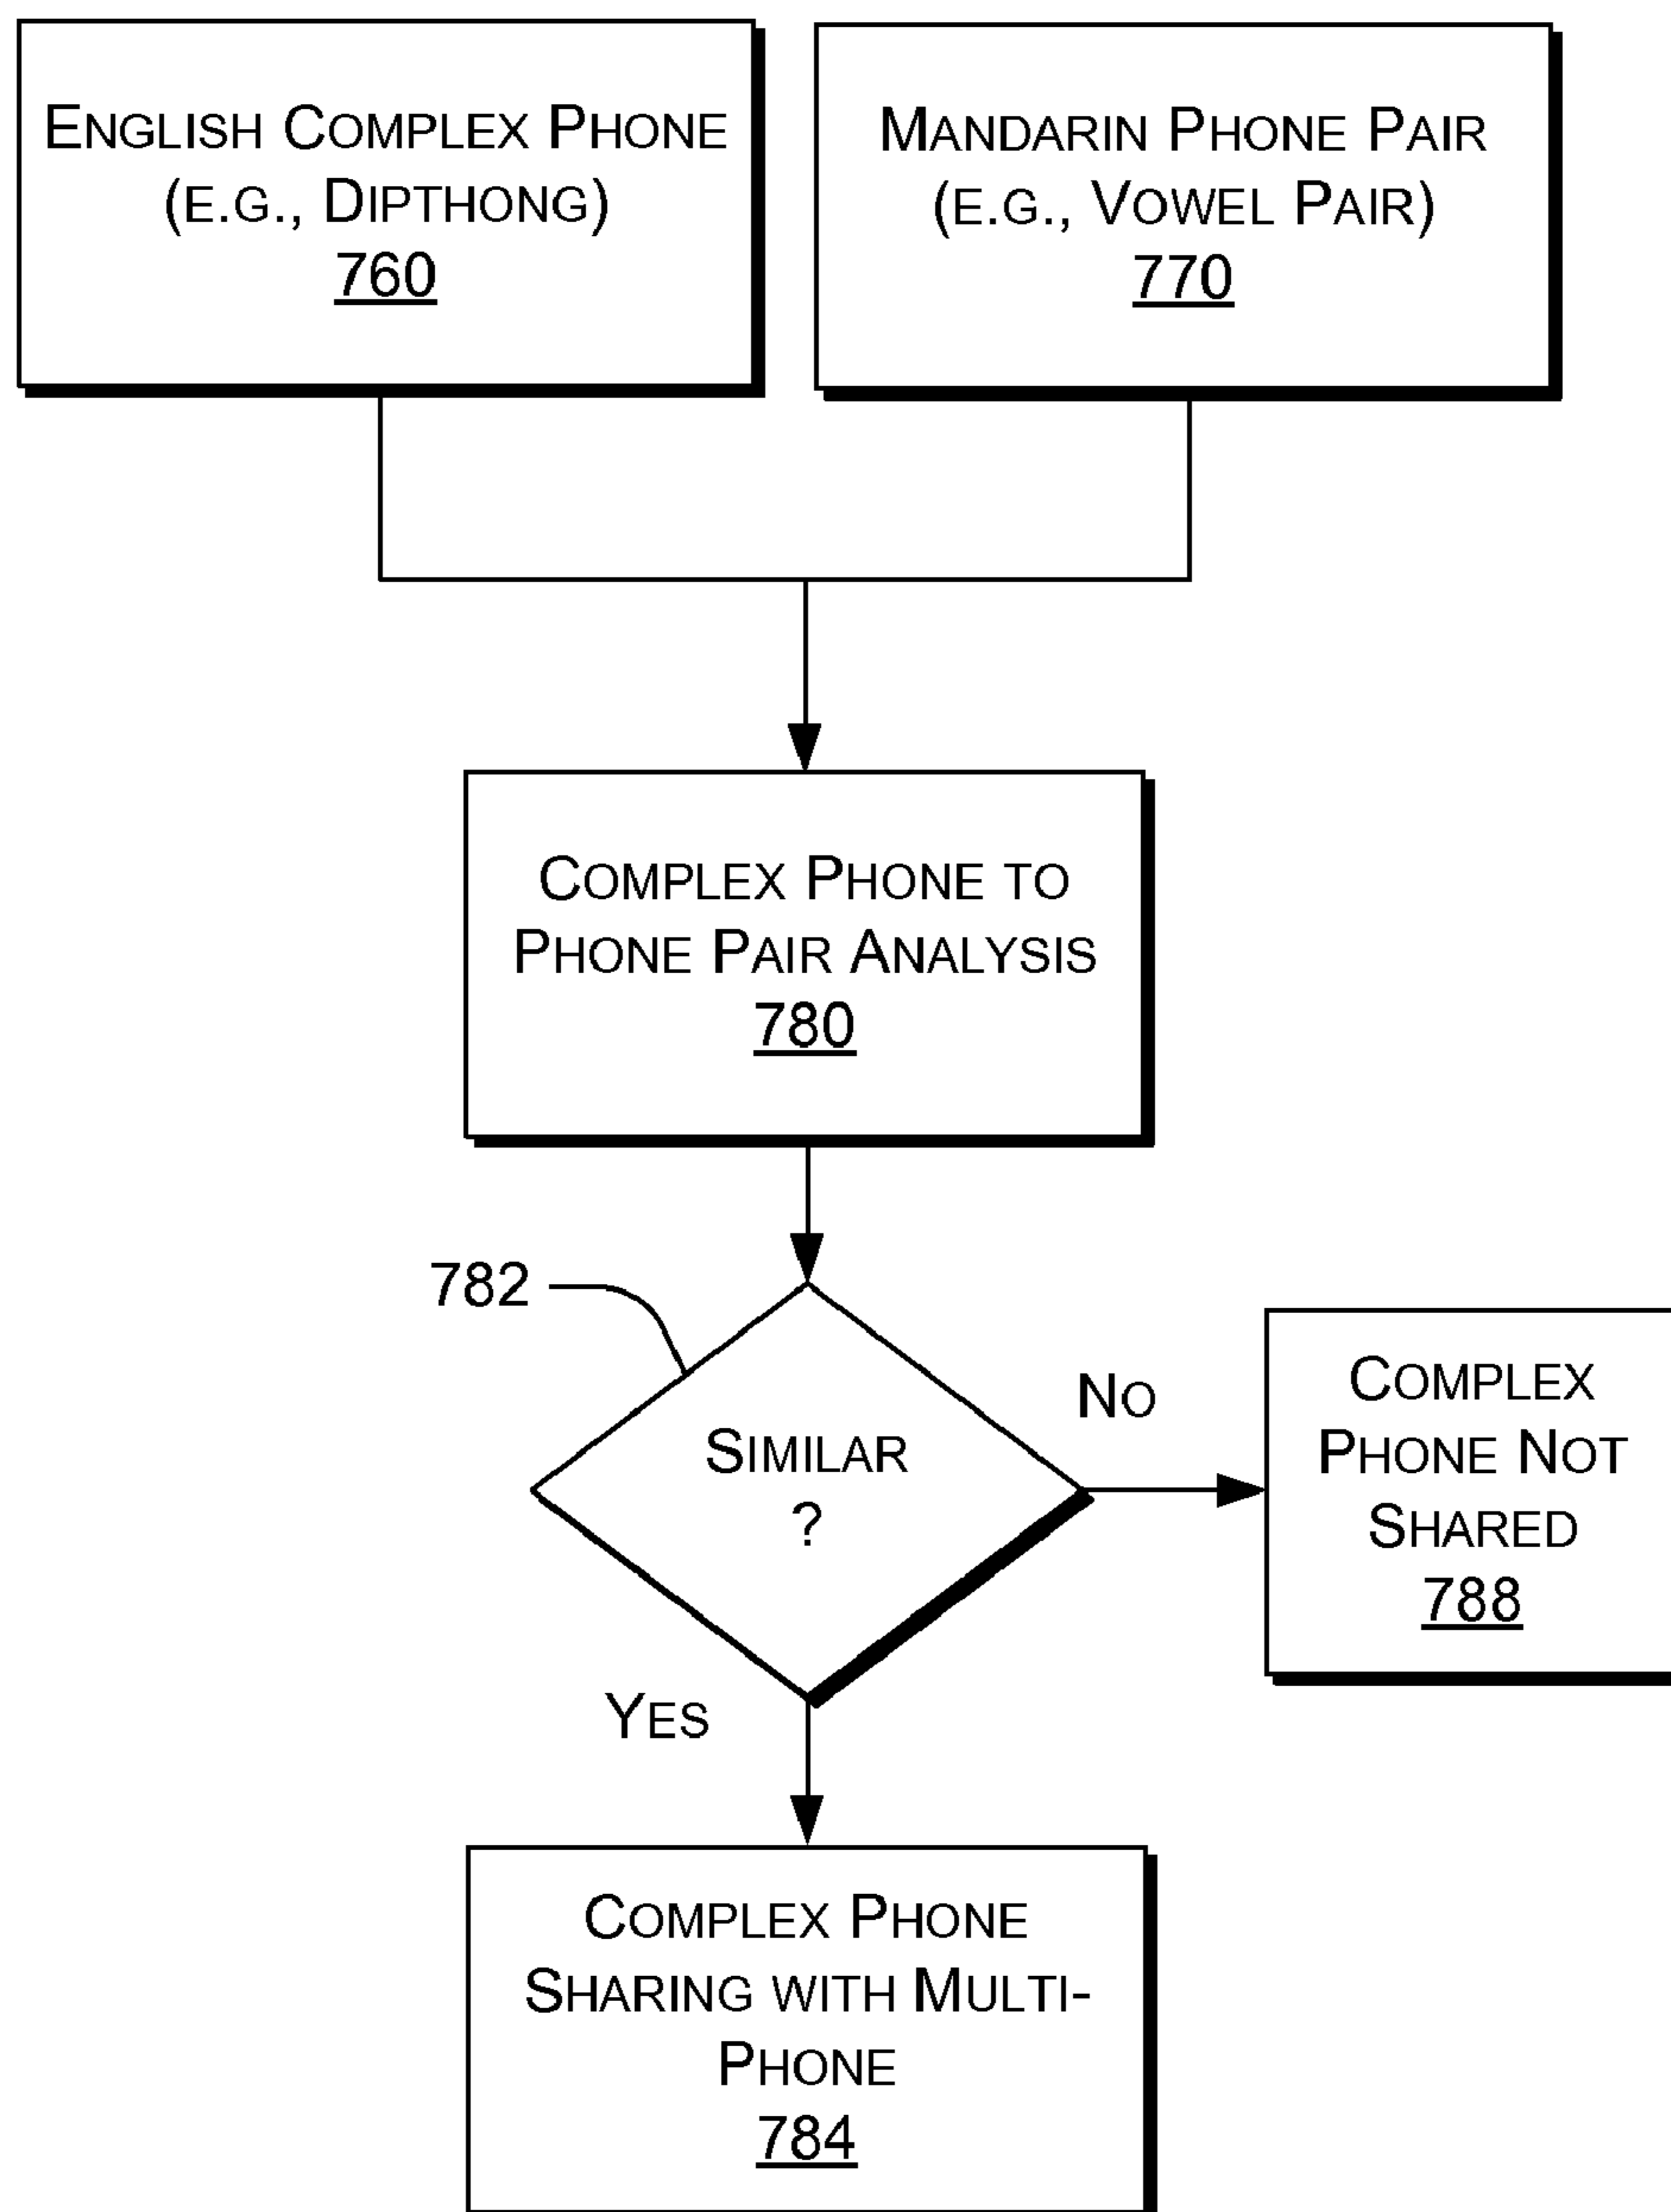 ENGLISH COMPLEX PHONE
(E.G., DIPTHONG)
760
MANDARIN PHONE PAIR
(E.G., VOWEL PAIR)
770
COMPLEX PHONE TO
PHONE PAIR ANALYSIS
780
782
SIMILAR
?
NO
COMPLEX
PHONE NOT
SHARED
788
YES
COMPLEX PHONE
SHARING WITH MULTI-
PHONE
784